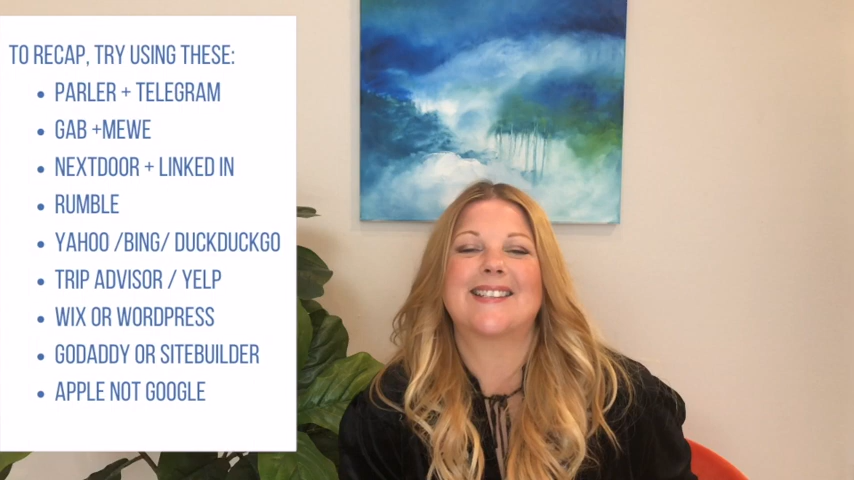 TO RECAP, TRY USING THESE:
• PARLER + TELEGRAM
• GAB +MEWE
• NEXTDOOR + LINKED IN
• RUMBLE
• YAHOO /BING/ DUCKDUCKGO
• TRIP ADVISOR / YELP
• WIX OR WORDPRESS
• GODADDY OR SITEBUILDER
• APPLE NOT GOOGLE